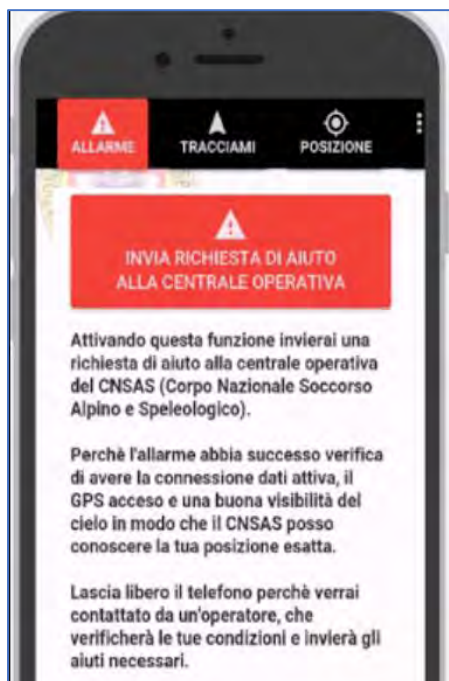 ALLARME TRACCIAMI POSIZIONE
INVIA RICHIESTA DI AIUTO
ALLA CENTRALE OPERATIVA
Attivando questa funzione invierai una
richiesta di aiuto alla centrale operativa
del CNSAS (Corpo Nazionale Soccorso
Alpino e Speleologico).
Perchè l'allarme abbia successo verifica
di avere la connessione dati attiva, il
GPS acceso e una buona visibilità del
cielo in modo che il CNSAS posso
conoscere la tua posizione esatta.
Lascia libero il telefono perchè verrai
contattato da un'operatore, che
verificherà le tue condizioni e invierà gli
aiuti necessari.